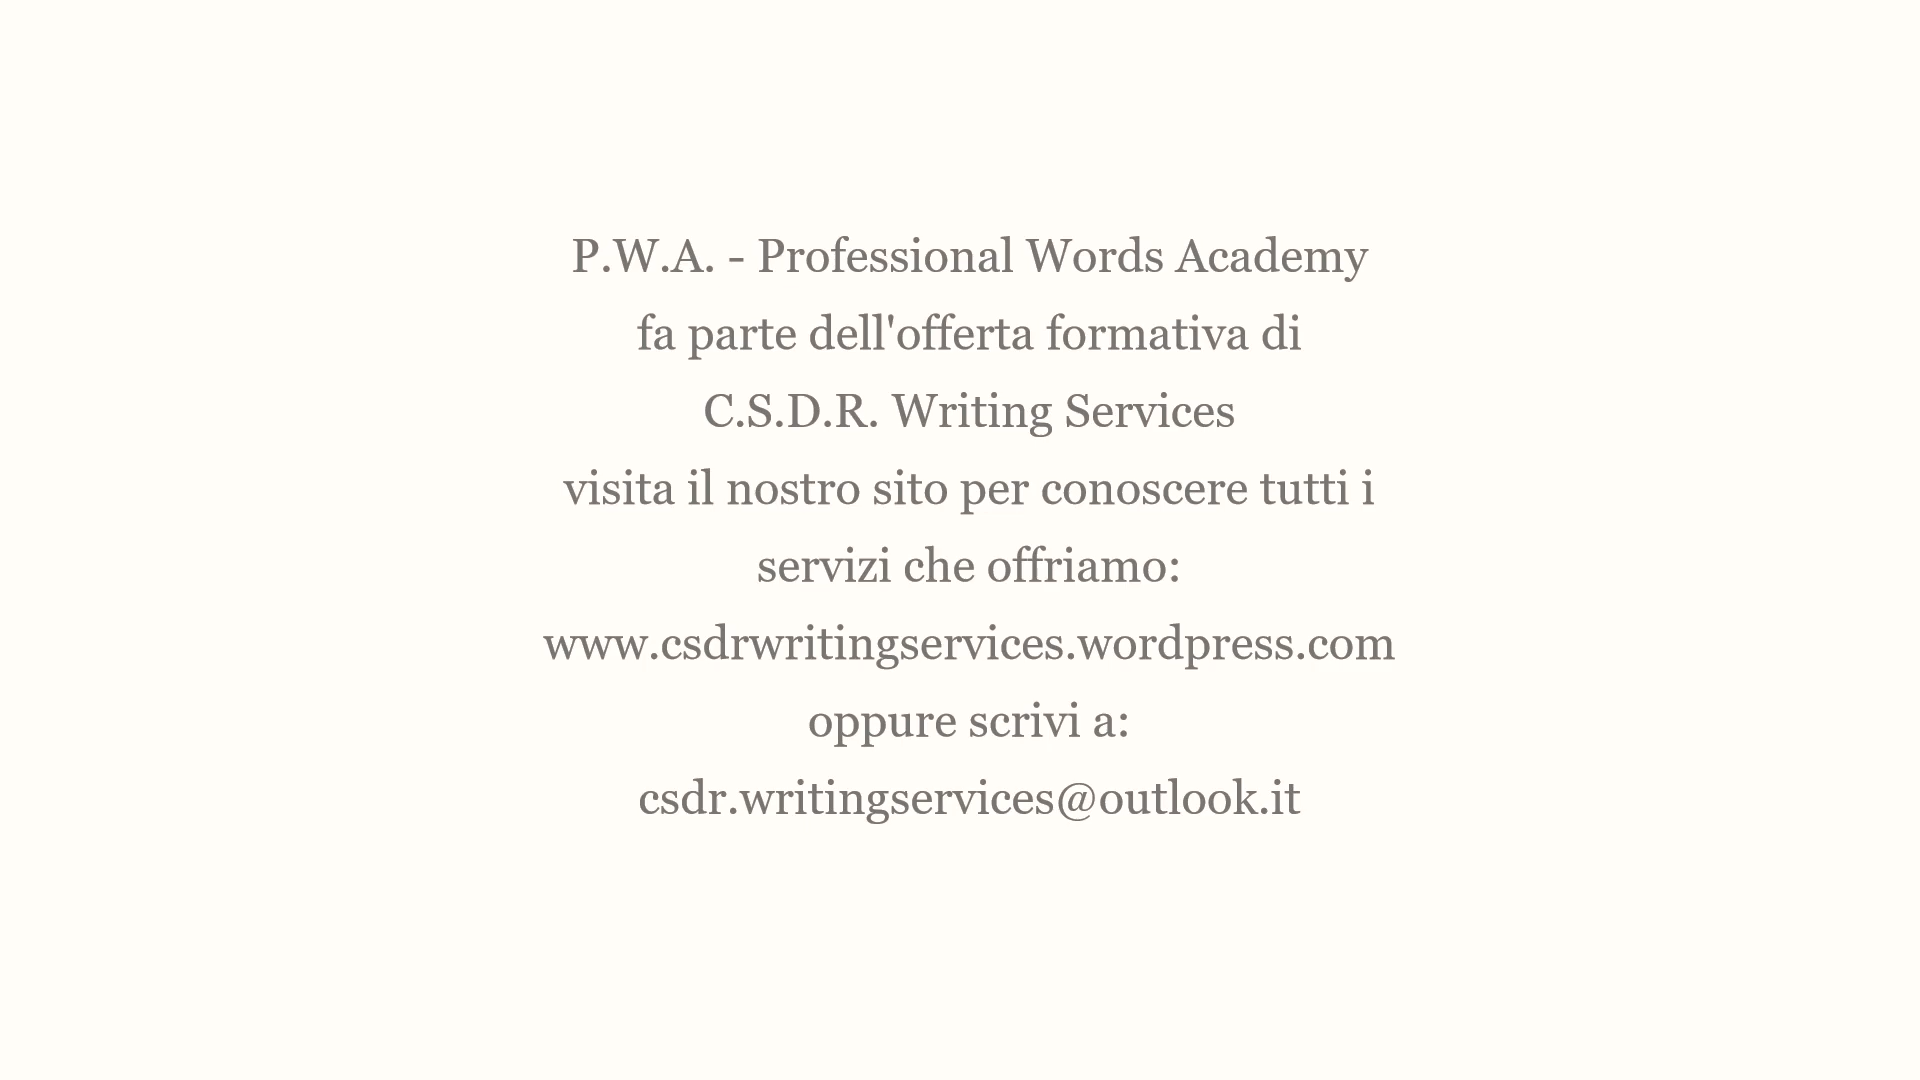 P.W.A. - Professional Words Academy
fa parte dell'offerta formativa di
C.S.D.R. Writing Services
visita il nostro sito per conoscere tutti i
servizi che offriamo:
www.csdrwritingservices.wordpress.com
oppure scrivi a:
csdr.writingservices@outlook.it